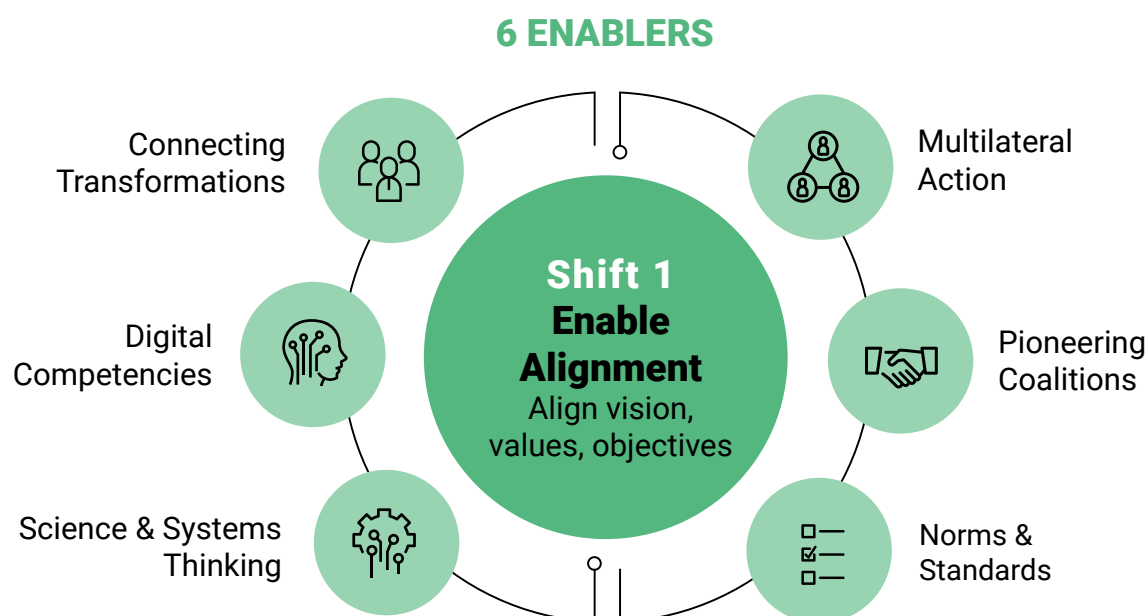 6 ENABLERS
Connecting
Transformations
Multilateral
Action
Shift 1
Enable
Alignment
Align vision,
values, objectives
Digital
Competencies
Pioneering
Coalitions
Science & Systems
Thinking
Norms &
Standards